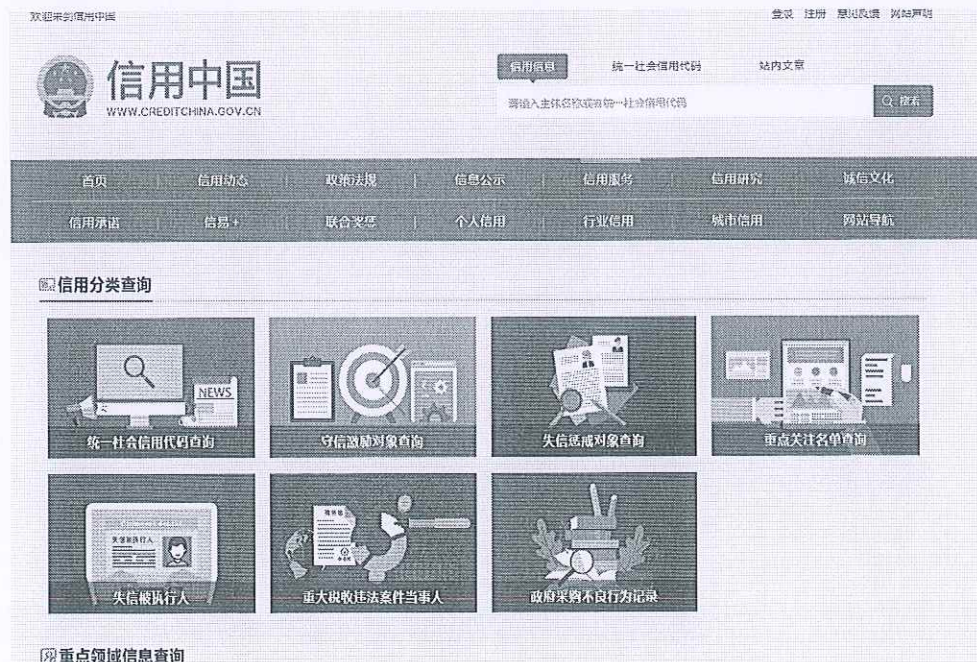 欢迎来到信用中国
登录 注册 意见反馈 网站声明
信用中国
WWW.CREDITCHINA.GOV.CN
信用信息 统一社会信用代码 站内文章
请输入主体名称或者统一社会信用代码
搜索
首页 信用动态 政策法规 信息公示 信用服务 信用研究 诚信文化
信用承诺 信易+ 联合奖惩 个人信用 行业信用 城市信用 网站导航
信用分类查询
NEWS
统一社会信用代码查询 守信激励对象查询 失信惩戒对象查询 重点关注名单查询
失信被执行人
失信被执行人 重大税收违法案件当事人 政府采购不良行为记录
重点领域信息查询